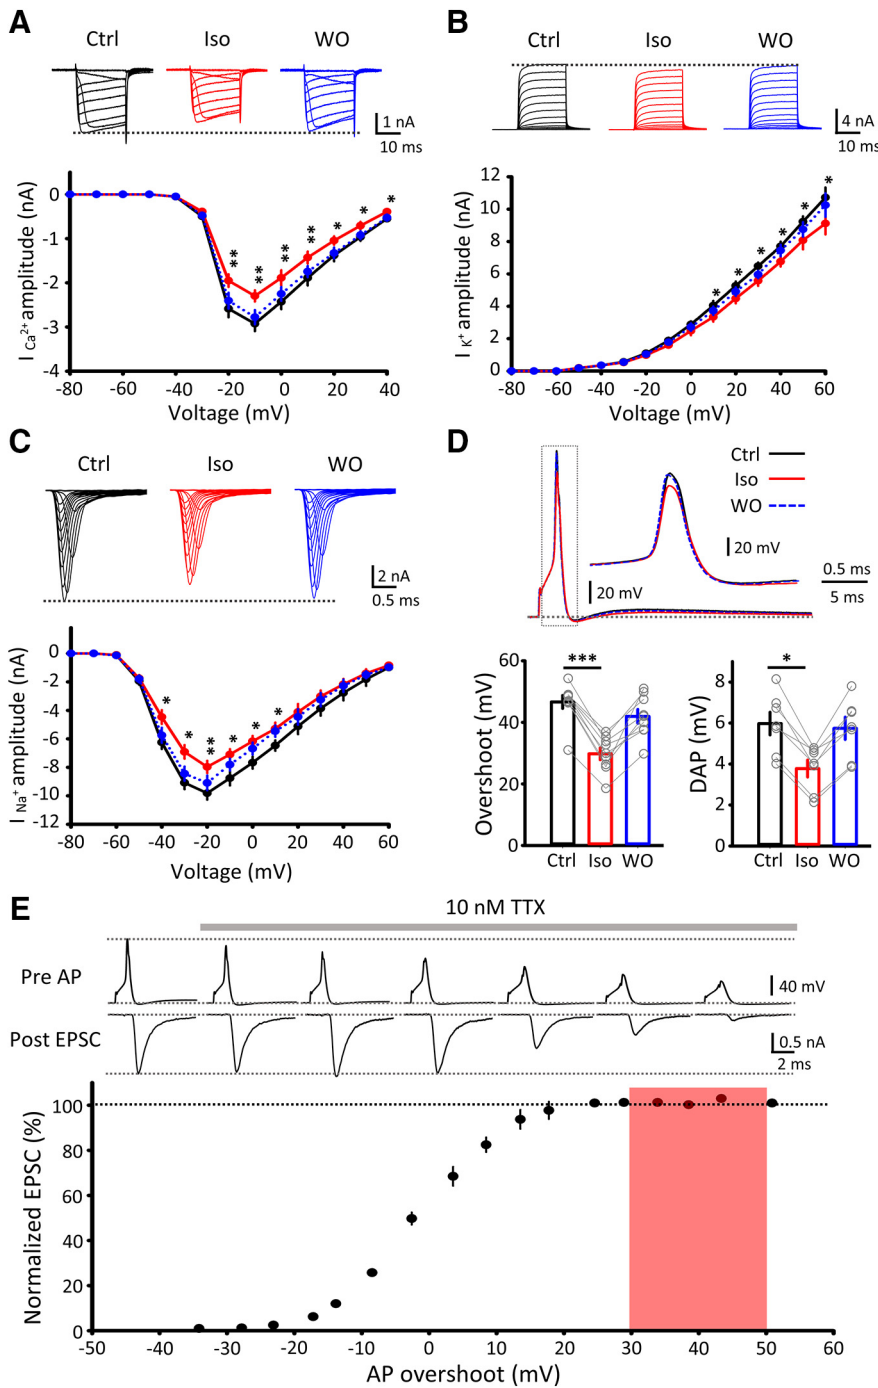 A
Ctrl Iso WO
1 nA
10 ms
I Ca2+ amplitude (nA)
0
-1
-2
-3
-4
** ** ** ** * * *
-80 -60 -40 -20 0 20 40
Voltage (mV)
B
Ctrl Iso WO
4 nA
10 ms
I K+ amplitude (nA)
12
10
8
6
4
2
0
* * * * * *
-80 -60 -40 -20 0 20 40 60
Voltage (mV)
C
Ctrl Iso WO
2 nA
0.5 ms
I Na+ amplitude (nA)
0
-2
-4
-6
-8
-10
-12
* * ** * * *
-80 -60 -40 -20 0 20 40 60
Voltage (mV)
D
Ctrl
Iso
WO
20 mV
20 mV
0.5 ms
5 ms
Overshoot (mV)
60
40
20
0
***
Ctrl Iso WO
DAP (mV)
8
6
4
2
0
*
Ctrl Iso WO
E
10 nM TTX
Pre AP
40 mV
Post EPSC
0.5 nA
2 ms
Normalized EPSC (%)
100
80
60
40
20
0
-50 -40 -30 -20 -10 0 10 20 30 40 50 60
AP overshoot (mV)